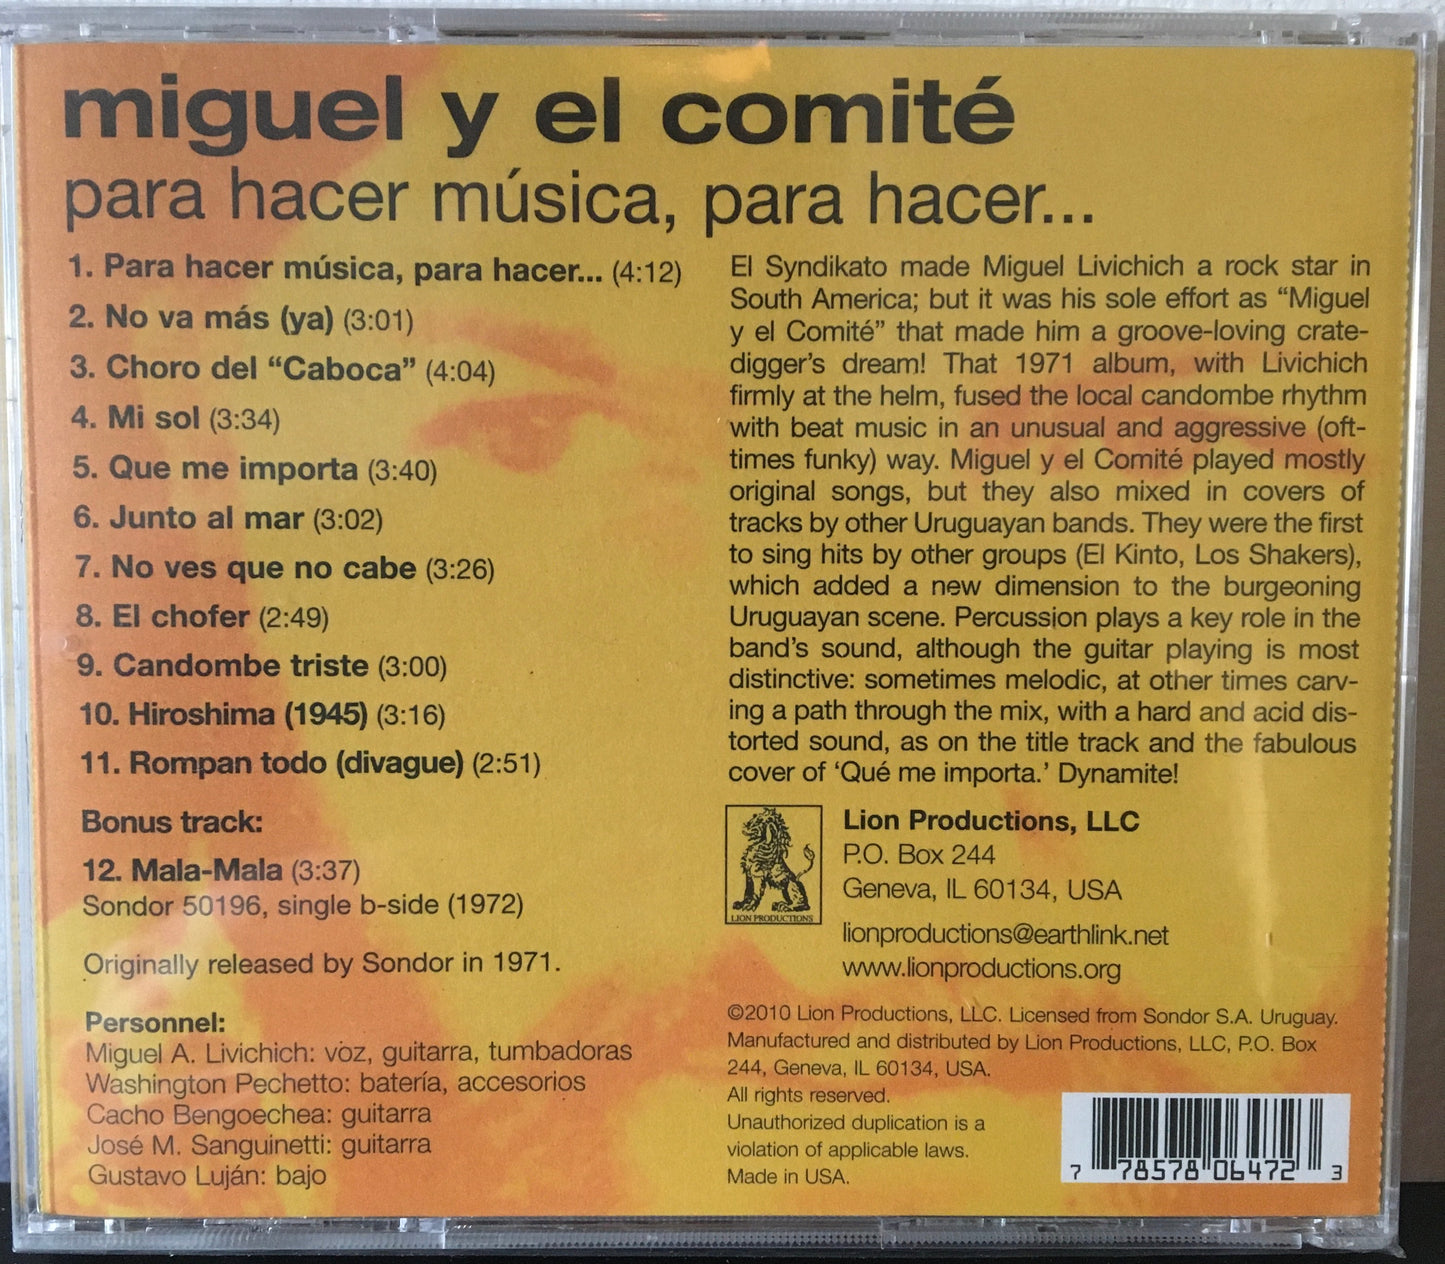 miguel y el comité
para hacer música, para hacer...
1. Para hacer música, para hacer... (4:12)
2. No va más (ya) (3:01)
3. Choro del “Caboca” (4:04)
4. Mi sol (3:34)
5. Que me importa (3:40)
6. Junto al mar (3:02)
7. No ves que no cabe (3:26)
8. El chofer (2:49)
9. Candombe triste (3:00)
10. Hiroshima (1945) (3:16)
11. Rompan todo (divague) (2:51)
Bonus track:
12. Mala-Mala (3:37)
Sondor 50196, single b-side (1972)
Originally released by Sondor in 1971.
Personnel:
Miguel A. Livichich: voz, guitarra, tumbadoras
Washington Pechetto: batería, accesorios
Cacho Bengoechea: guitarra
José M. Sanguinetti: guitarra
Gustavo Luján: bajo
El Syndikato made Miguel Livichich a rock star in
South America; but it was his sole effort as “Miguel
y el Comité” that made him a groove-loving crate-
digger’s dream! That 1971 album, with Livichich
firmly at the helm, fused the local candombe rhythm
with beat music in an unusual and aggressive (oft-
times funky) way. Miguel y el Comité played mostly
original songs, but they also mixed in covers of
tracks by other Uruguayan bands. They were the first
to sing hits by other groups (El Kinto, Los Shakers),
which added a new dimension to the burgeoning
Uruguayan scene. Percussion plays a key role in the
band’s sound, although the guitar playing is most
distinctive: sometimes melodic, at other times carv-
ing a path through the mix, with a hard and acid dis-
torted sound, as on the title track and the fabulous
cover of ‘Qué me importa.’ Dynamite!
LION PRODUCTIONS
Lion Productions, LLC
P.O. Box 244
Geneva, IL 60134, USA
lionproductions@earthlink.net
www.lionproductions.org
©2010 Lion Productions, LLC. Licensed from Sondor S.A. Uruguay.
Manufactured and distributed by Lion Productions, LLC, P.O. Box
244, Geneva, IL 60134, USA.
All rights reserved.
Unauthorized duplication is a
violation of applicable laws.
Made in USA.
7 78578 06472 3